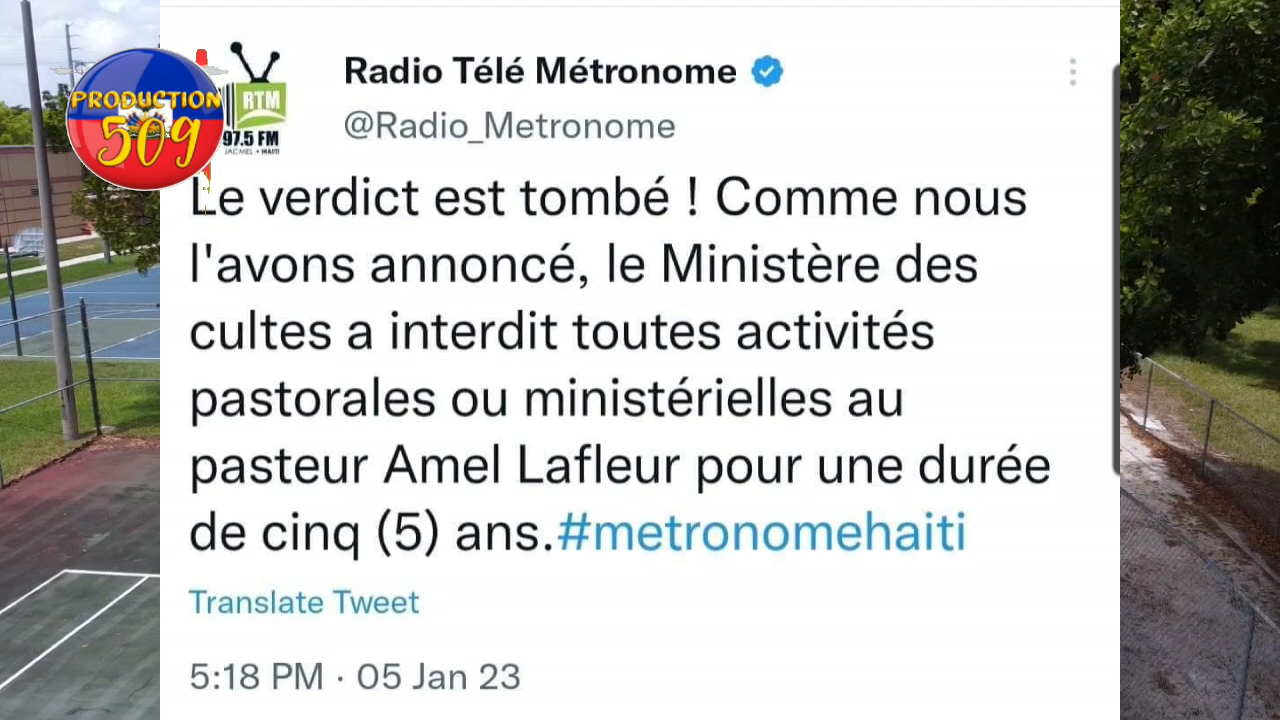 PRODUCTION
509
RTM
97.5 FM
JACMEL • HAITI
Radio Télé Métronome
@Radio_Metronome
Le verdict est tombé ! Comme nous
l'avons annoncé, le Ministère des
cultes a interdit toutes activités
pastorales ou ministérielles au
pasteur Amel Lafleur pour une durée
de cinq (5) ans.#metronomehaiti
Translate Tweet
5:18 PM · 05 Jan 23